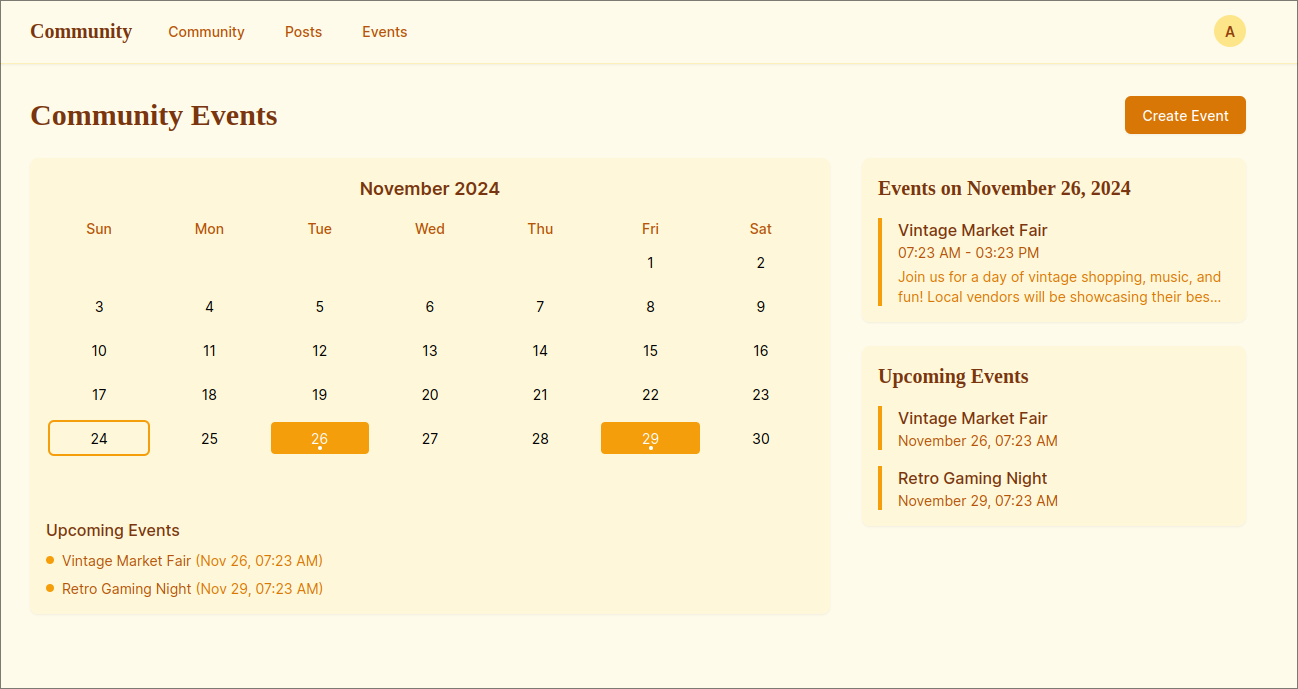 Community Community Posts Events A
Community Events
Create Event
November 2024
Sun Mon Tue Wed Thu Fri Sat
1 2
3 4 5 6 7 8 9
10 11 12 13 14 15 16
17 18 19 20 21 22 23
24 25 26 27 28 29 30
Upcoming Events
Vintage Market Fair (Nov 26, 07:23 AM)
Retro Gaming Night (Nov 29, 07:23 AM)
Events on November 26, 2024
Vintage Market Fair
07:23 AM - 03:23 PM
Join us for a day of vintage shopping, music, and
fun! Local vendors will be showcasing their bes...
Upcoming Events
Vintage Market Fair
November 26, 07:23 AM
Retro Gaming Night
November 29, 07:23 AM